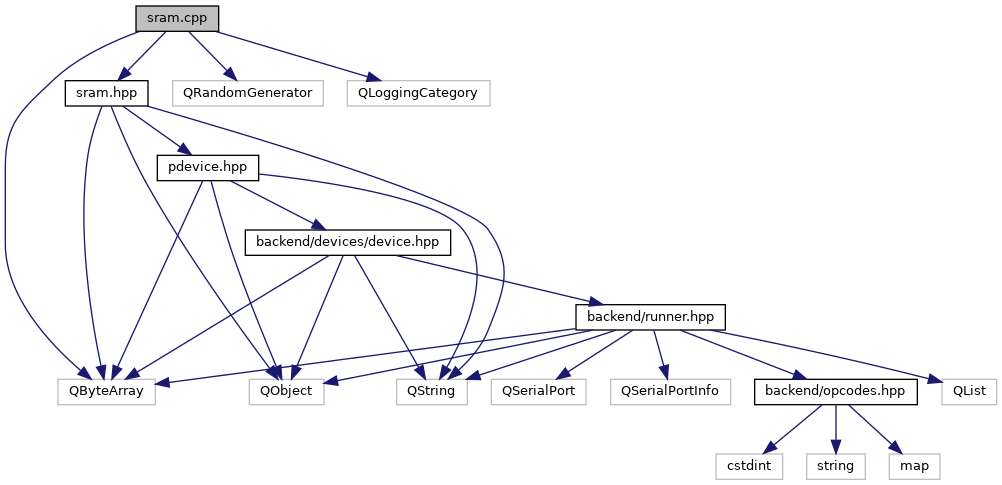 sram.cpp
sram.hpp
QRandomGenerator
QLoggingCategory
pdevice.hpp
backend/devices/device.hpp
backend/runner.hpp
QByteArray
QObject
QString
QSerialPort
QSerialPortInfo
backend/opcodes.hpp
QList
cstdint
string
map